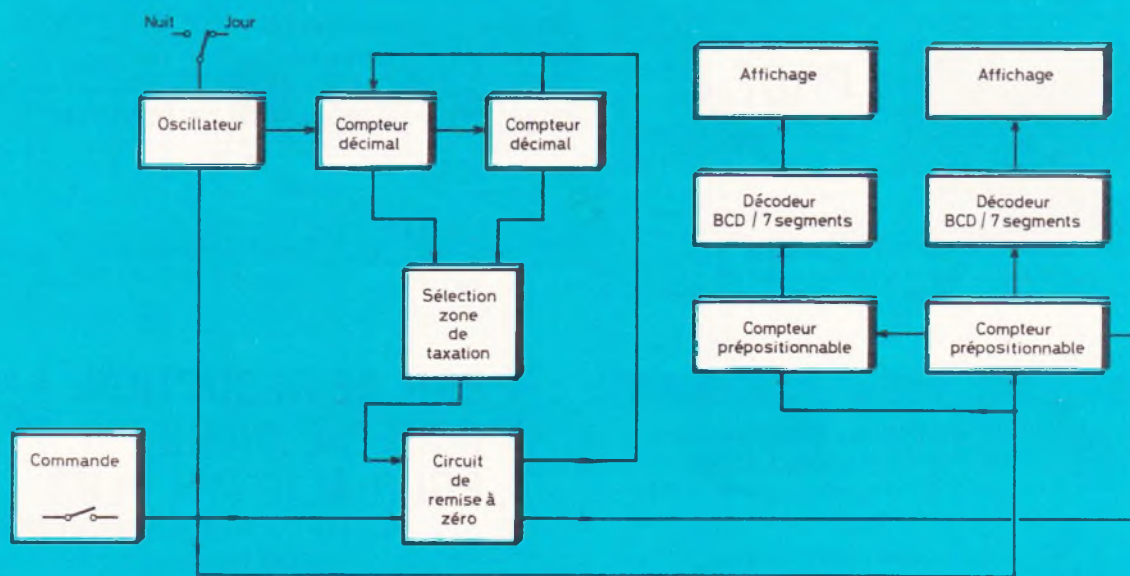 Nuit
Jour
Oscillateur
Compteur
décimal
Compteur
décimal
Affichage
Affichage
Décodeur
BCD / 7 segments
Décodeur
BCD / 7 segments
Sélection
zone
de
taxation
Compteur
prépositionnable
Compteur
prépositionnable
Commande
Circuit
de
remise à
zéro